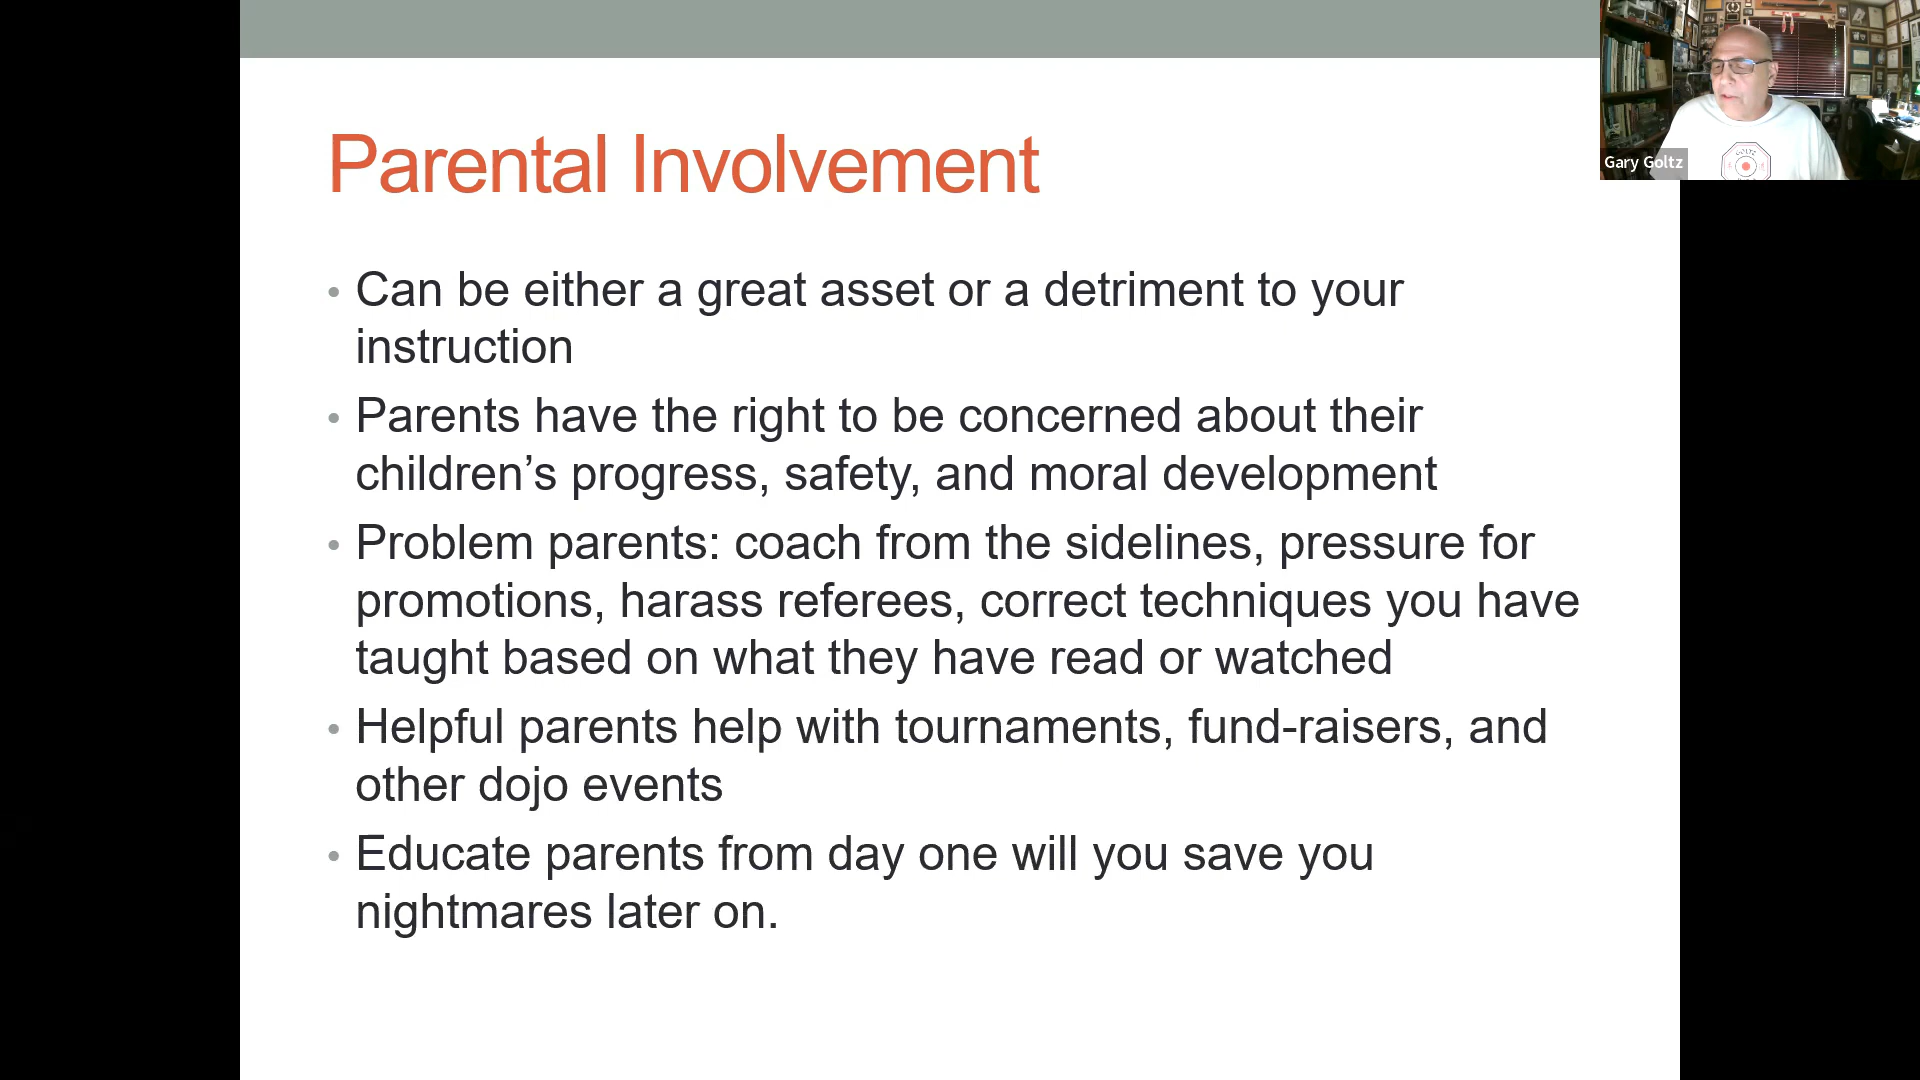 Parental Involvement
• Can be either a great asset or a detriment to your
instruction
• Parents have the right to be concerned about their
children’s progress, safety, and moral development
• Problem parents: coach from the sidelines, pressure for
promotions, harass referees, correct techniques you have
taught based on what they have read or watched
• Helpful parents help with tournaments, fund-raisers, and
other dojo events
• Educate parents from day one will you save you
nightmares later on.
Gary Goltz
GOLTZ